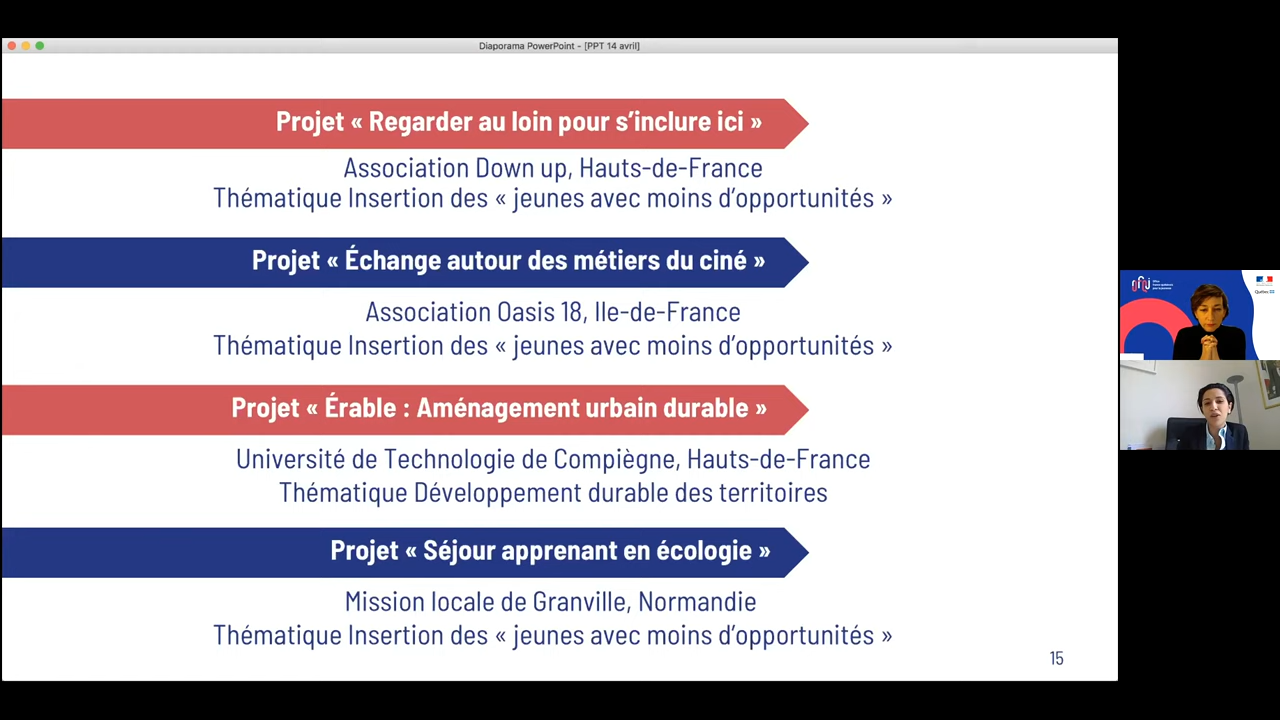 Diaporama PowerPoint - [PPT 14 avril]
Projet « Regarder au loin pour s’inclure ici »
Association Down up, Hauts-de-France
Thématique Insertion des « jeunes avec moins d’opportunités »
Projet « Échange autour des métiers du ciné »
Association Oasis 18, Ile-de-France
Thématique Insertion des « jeunes avec moins d’opportunités »
Projet « Érable : Aménagement urbain durable »
Université de Technologie de Compiègne, Hauts-de-France
Thématique Développement durable des territoires
Projet « Séjour apprenant en écologie »
Mission locale de Granville, Normandie
Thématique Insertion des « jeunes avec moins d’opportunités »
15
ofqj
Québec